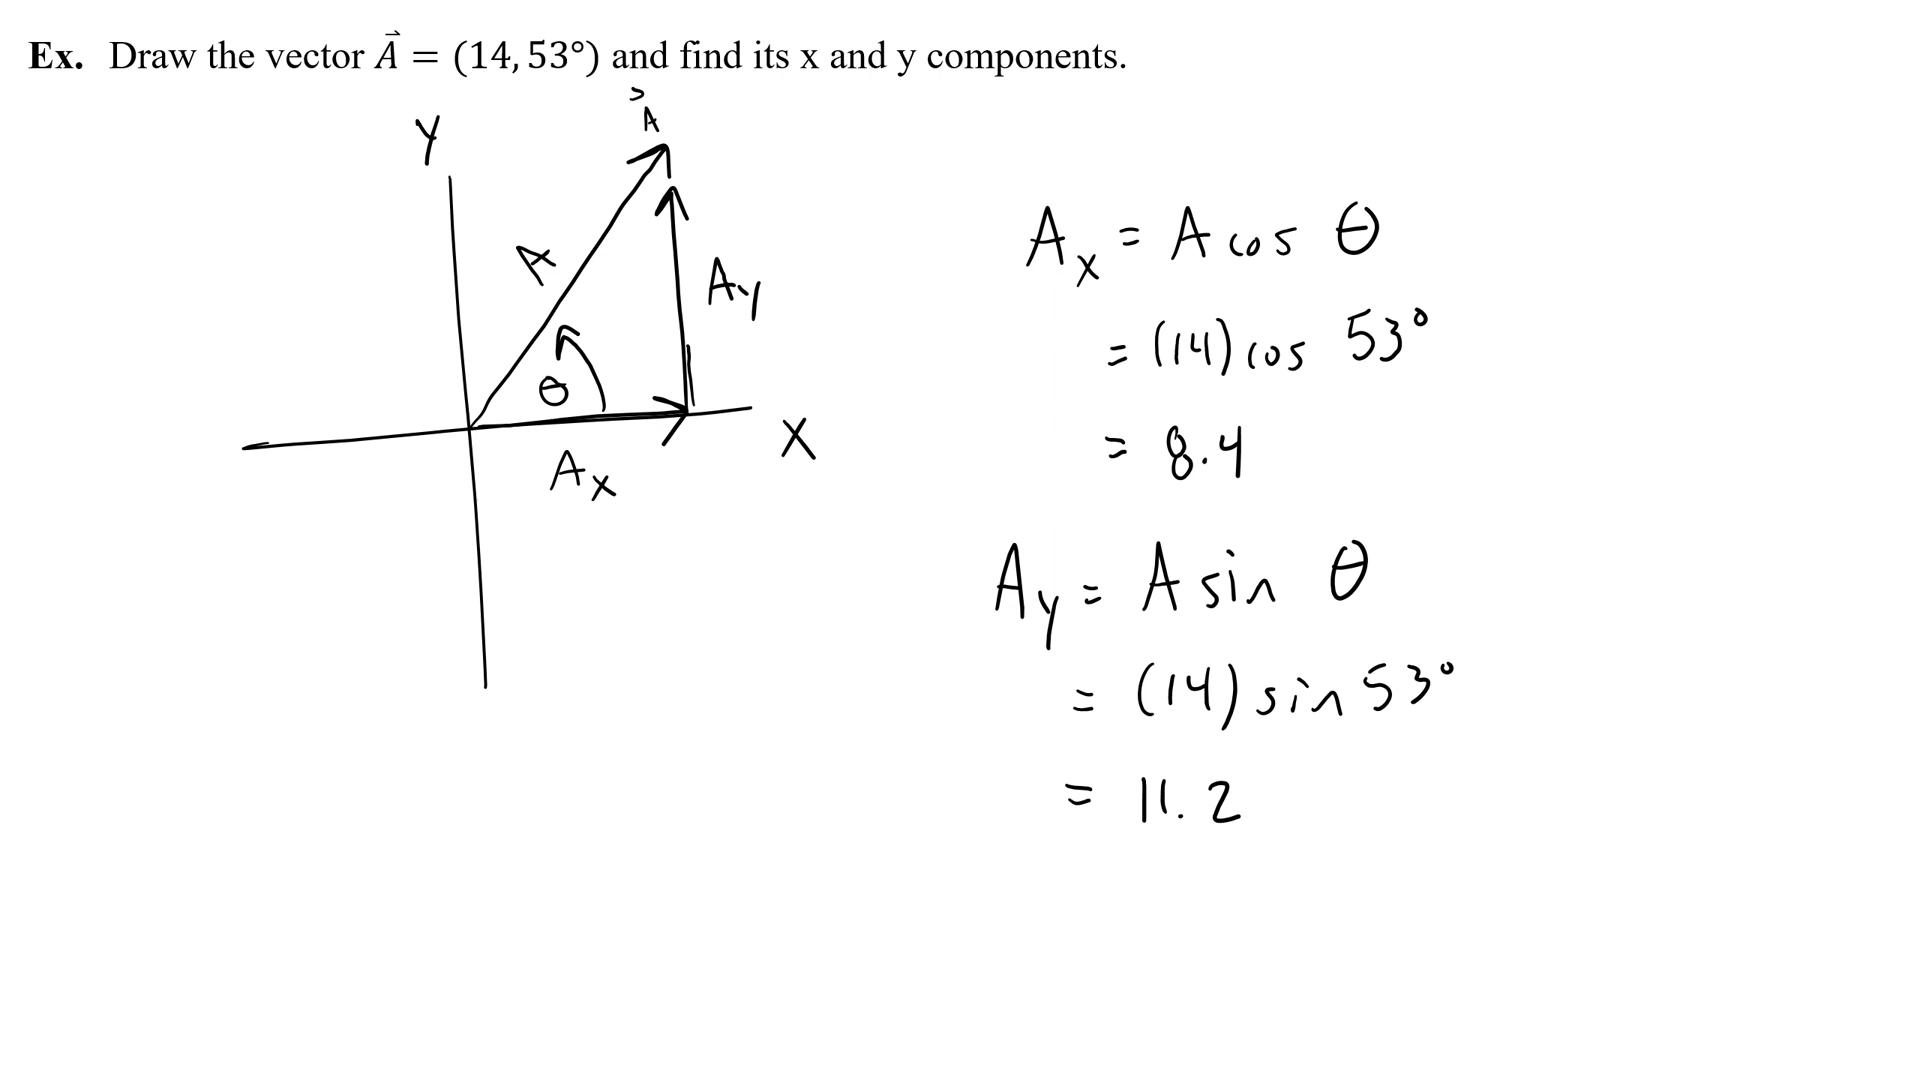 Ex. Draw the vector A⃗ = (14, 53°) and find its x and y components.
Y
A⃗
A
Ay
θ
X
Ax
Ax = A cos θ
= (14) cos 53°
= 8.4
Ay = A sin θ
= (14) sin 53°
= 11.2